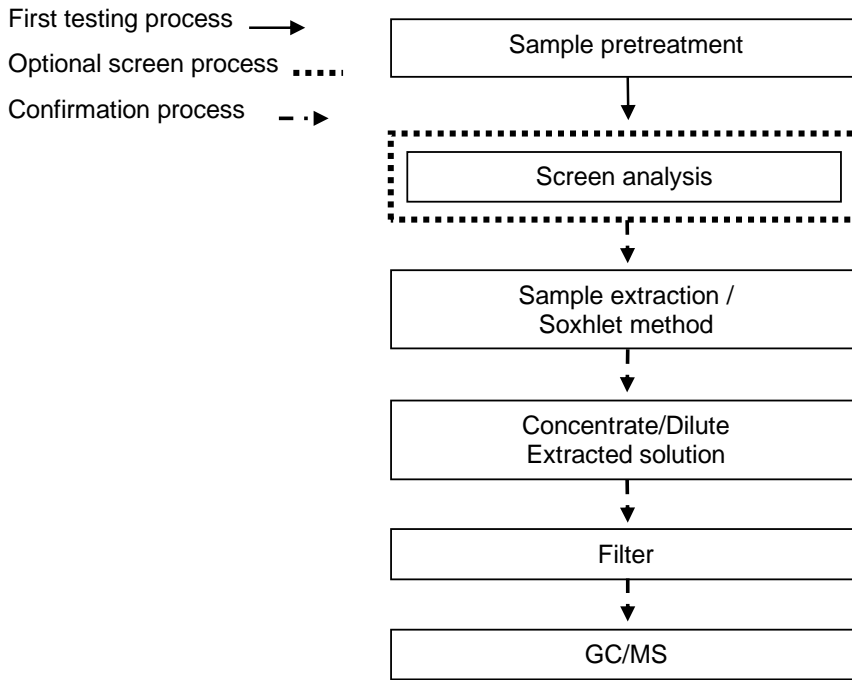 First testing process
Optional screen process
Confirmation process
Sample pretreatment
Screen analysis
Sample extraction /
Soxhlet method
Concentrate/Dilute
Extracted solution
Filter
GC/MS